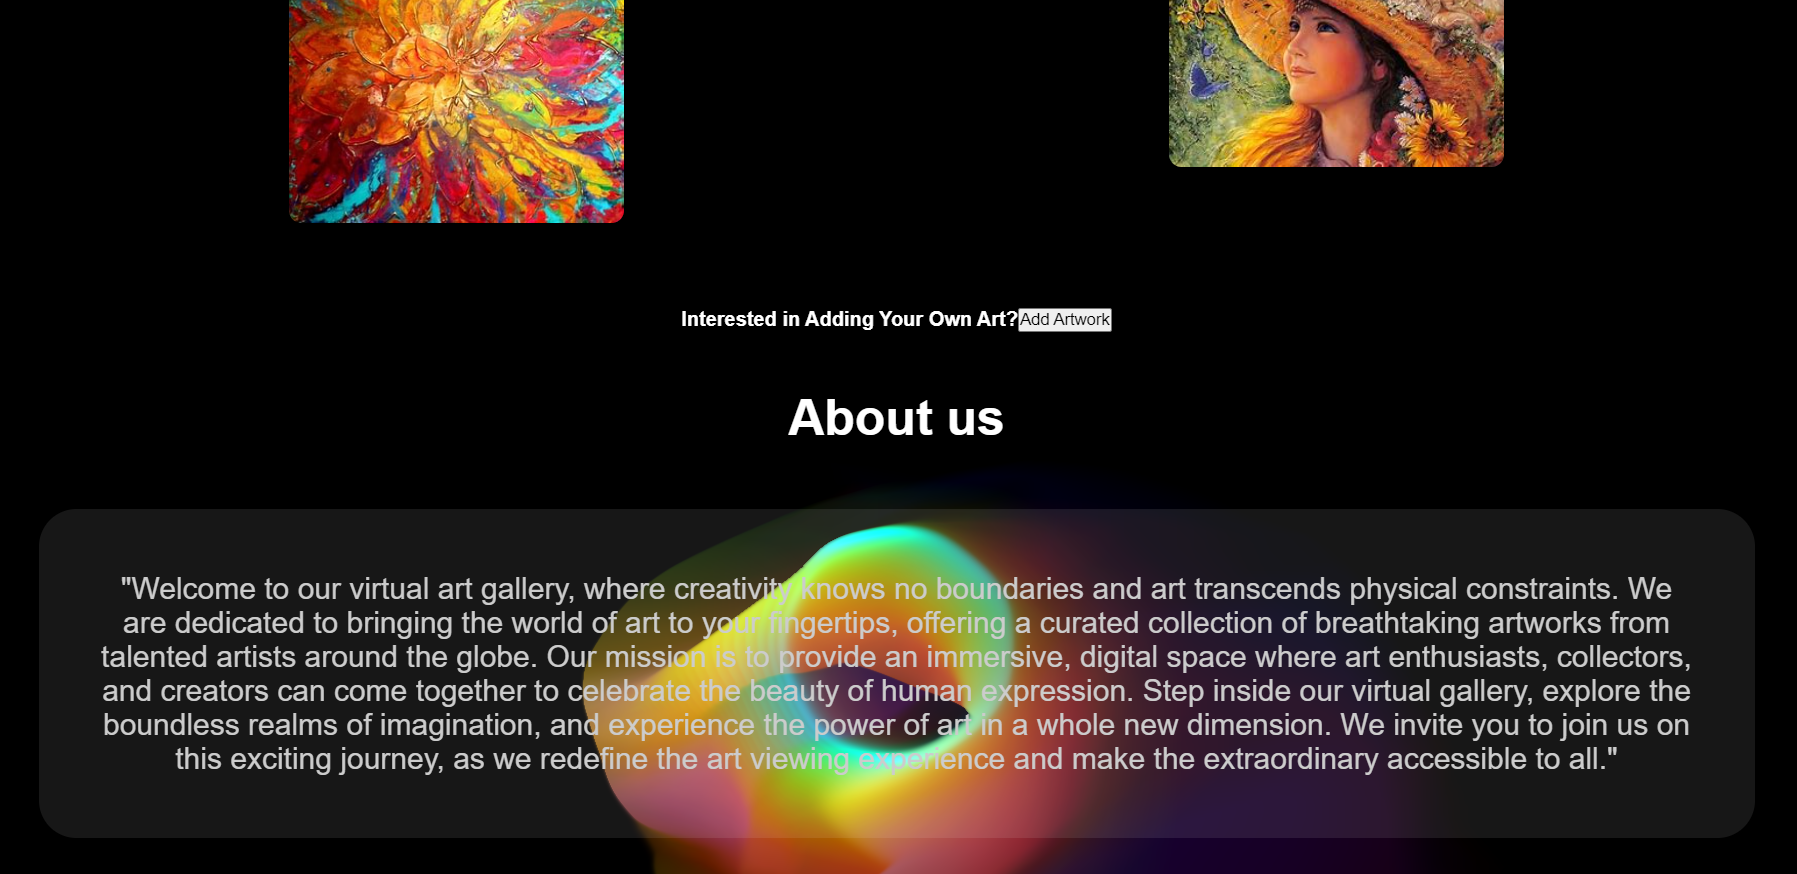 Interested in Adding Your Own Art? Add Artwork
About us
"Welcome to our virtual art gallery, where creativity knows no boundaries and art transcends physical constraints. We
are dedicated to bringing the world of art to your fingertips, offering a curated collection of breathtaking artworks from
talented artists around the globe. Our mission is to provide an immersive, digital space where art enthusiasts, collectors,
and creators can come together to celebrate the beauty of human expression. Step inside our virtual gallery, explore the
boundless realms of imagination, and experience the power of art in a whole new dimension. We invite you to join us on
this exciting journey, as we redefine the art viewing experience and make the extraordinary accessible to all."